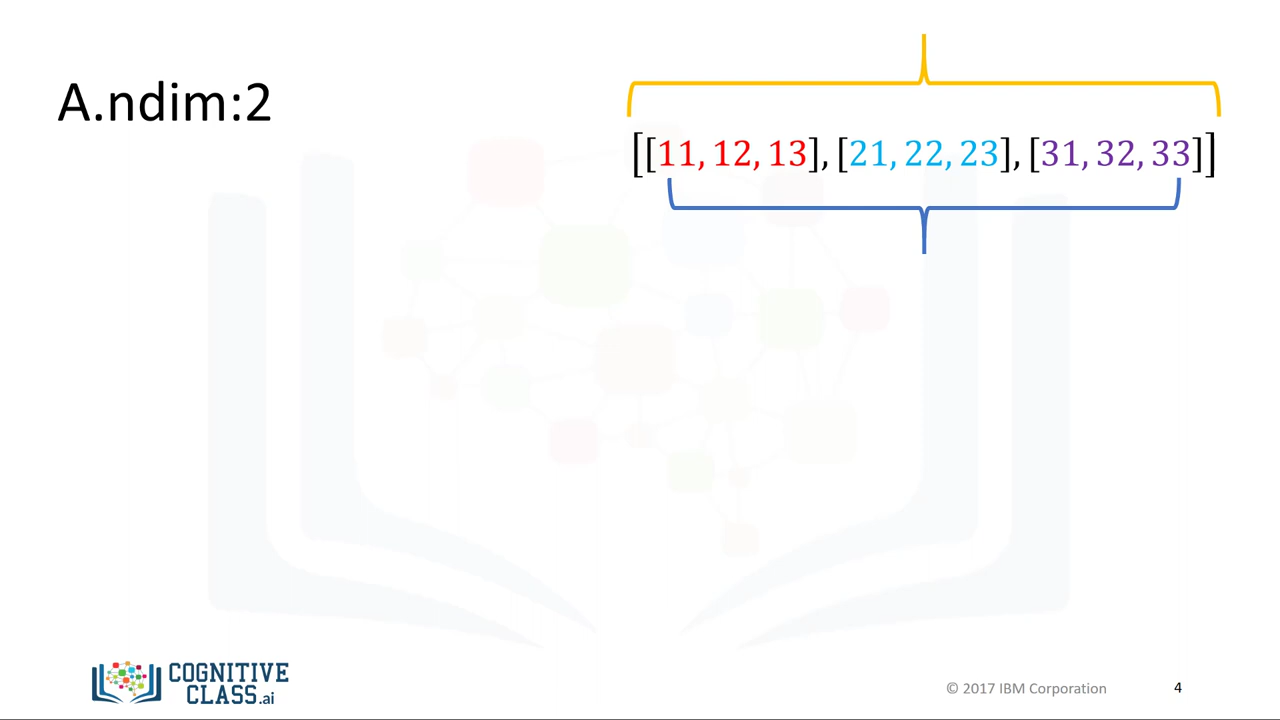 A.ndim:2
[[11, 12, 13], [21, 22, 23], [31, 32, 33]]
COGNITIVE
CLASS.ai
© 2017 IBM Corporation
4